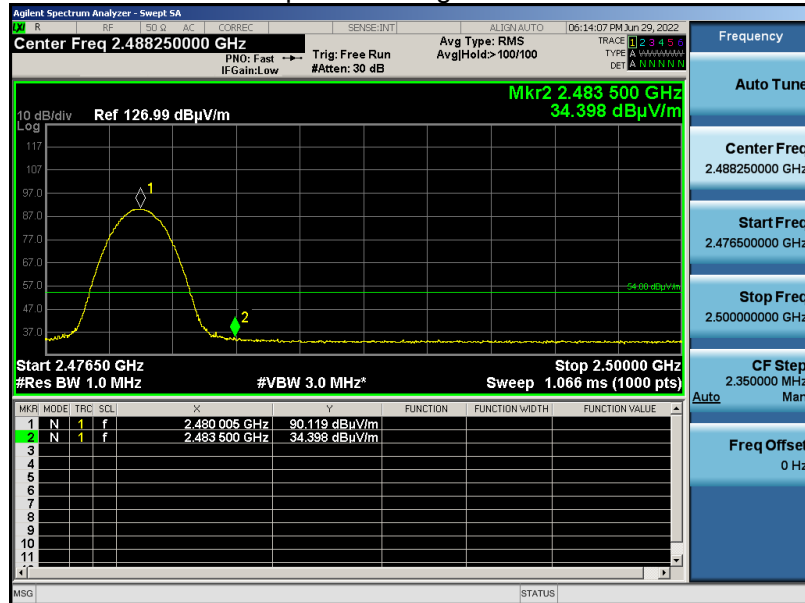 Agilent Spectrum Analyzer - Swept SA
LXI R RF 50 Ω AC CORREC SENSE:INT ALIGN AUTO 06:14:07 PM Jun 29, 2022
Center Freq 2.488250000 GHz Avg Type: RMS TRACE 1 2 3 4 5 6
PNO: Fast Trig: Free Run Avg|Hold:>100/100 TYPE A
IFGain:Low #Atten: 30 dB DET A N N N N N
Mkr2 2.483 500 GHz
34.398 dBµV/m
10 dB/div Ref 126.99 dBµV/m
Log
117
107
97.0
87.0
77.0
67.0
57.0
47.0
37.0
1
2
54.00 dBµV/m
Start 2.47650 GHz Stop 2.50000 GHz
#Res BW 1.0 MHz #VBW 3.0 MHz* Sweep 1.066 ms (1000 pts)
MKR MODE TRC SCL X Y FUNCTION FUNCTION WIDTH FUNCTION VALUE
1 N 1 f 2.480 005 GHz 90.119 dBµV/m
2 N 1 f 2.483 500 GHz 34.398 dBµV/m
3
4
5
6
7
8
9
10
11
MSG STATUS
Frequency
Auto Tune
Center Freq
2.488250000 GHz
Start Freq
2.476500000 GHz
Stop Freq
2.500000000 GHz
CF Step
2.350000 MHz
Auto Man
Freq Offset
0 Hz